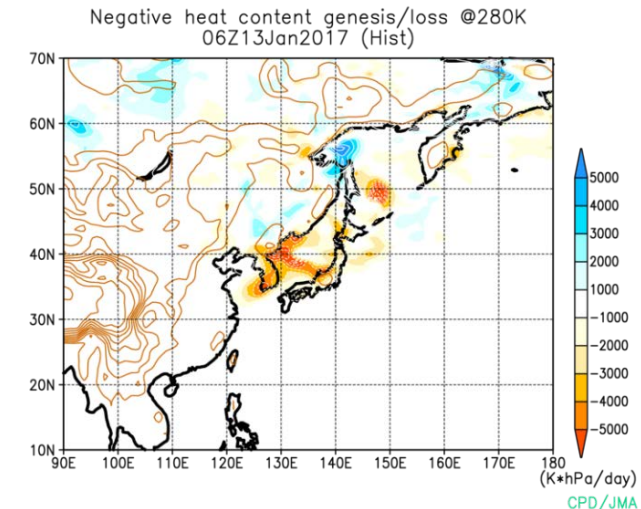 Negative heat content genesis/loss @280K
06Z13Jan2017 (Hist)
70N
60N
50N
40N
30N
20N
10N
90E 100E 110E 120E 130E 140E 150E 160E 170E 180
5000
4000
3000
2000
1000
-1000
-2000
-3000
-4000
-5000
(K*hPa/day)
CPD/JMA